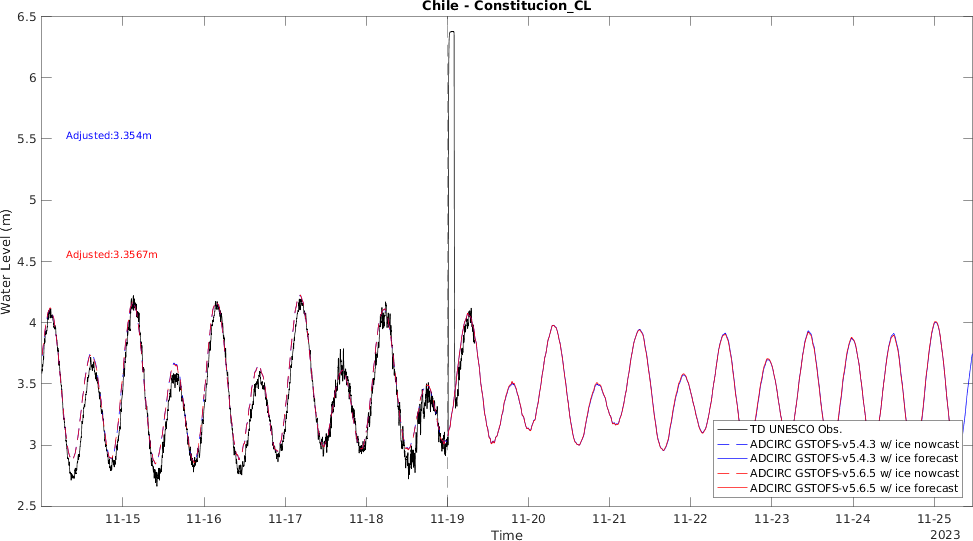 Chile - Constitucion_CL
6.5
6
5.5
5
4.5
4
3.5
3
2.5
Water Level (m)
Adjusted:3.354m
Adjusted:3.3567m
TD UNESCO Obs.
ADCIRC GSTOFS-v5.4.3 w/ ice nowcast
ADCIRC GSTOFS-v5.4.3 w/ ice forecast
ADCIRC GSTOFS-v5.6.5 w/ ice nowcast
ADCIRC GSTOFS-v5.6.5 w/ ice forecast
11-15 11-16 11-17 11-18 11-19 11-20 11-21 11-22 11-23 11-24 11-25
Time
2023